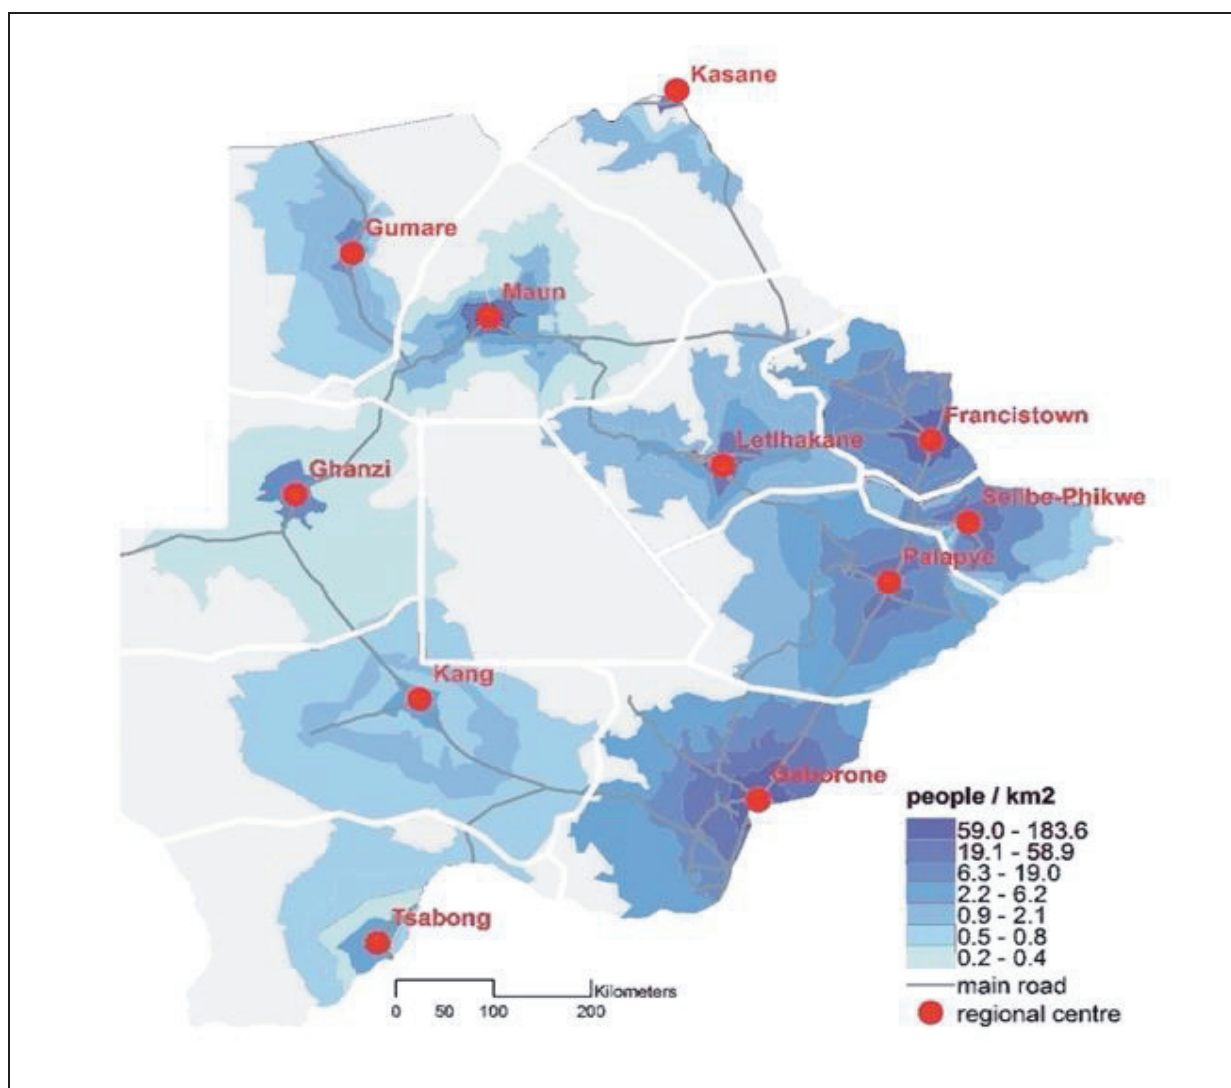 Kasane
Gumare
Maun
Francistown
Letlhakane
Ghanzi
Selibe-Phikwe
Palapye
Kang
Gaborone
people / km2
59.0 - 183.6
19.1 - 58.9
6.3 - 19.0
2.2 - 6.2
0.9 - 2.1
0.5 - 0.8
0.2 - 0.4
Tsabong
main road
Kilometers
0 50 100 200
regional centre